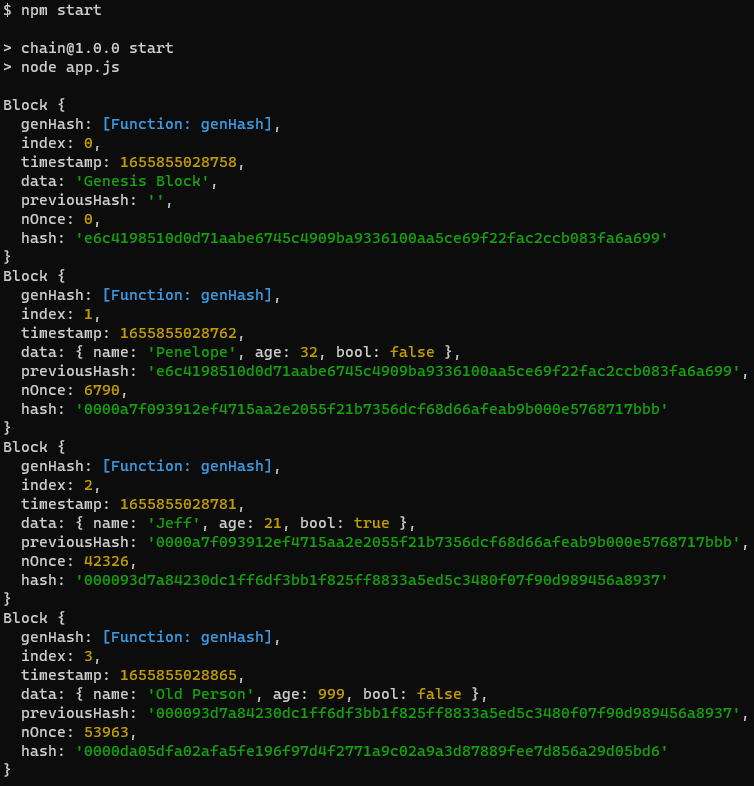 $ npm start

> chain@1.0.0 start
> node app.js

Block {
  genHash: [Function: genHash],
  index: 0,
  timestamp: 1655855028758,
  data: 'Genesis Block',
  previousHash: '',
  nOnce: 0,
  hash: 'e6c4198510d0d71aabe6745c4909ba9336100aa5ce69f22fac2ccb083fa6a699'
}
Block {
  genHash: [Function: genHash],
  index: 1,
  timestamp: 1655855028762,
  data: { name: 'Penelope', age: 32, bool: false },
  previousHash: 'e6c4198510d0d71aabe6745c4909ba9336100aa5ce69f22fac2ccb083fa6a699',
  nOnce: 6790,
  hash: '0000a7f093912ef4715aa2e2055f21b7356dcf68d66afeab9b000e5768717bbb'
}
Block {
  genHash: [Function: genHash],
  index: 2,
  timestamp: 1655855028781,
  data: { name: 'Jeff', age: 21, bool: true },
  previousHash: '0000a7f093912ef4715aa2e2055f21b7356dcf68d66afeab9b000e5768717bbb',
  nOnce: 42326,
  hash: '000093d7a84230dc1ff6df3bb1f825ff8833a5ed5c3480f07f90d989456a8937'
}
Block {
  genHash: [Function: genHash],
  index: 3,
  timestamp: 1655855028865,
  data: { name: 'Old Person', age: 999, bool: false },
  previousHash: '000093d7a84230dc1ff6df3bb1f825ff8833a5ed5c3480f07f90d989456a8937',
  nOnce: 53963,
  hash: '0000da05dfa02afa5fe196f97d4f2771a9c02a9a3d87889fee7d856a29d05bd6'
}